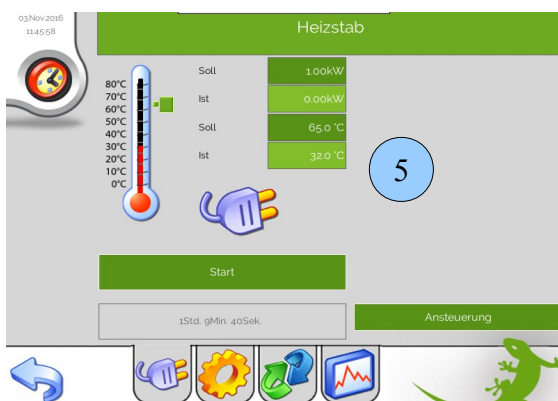 03.Nov.2016
11:45:58
Heizstab
Soll 1.00kW
Ist 0.00kW
Soll 65.0 °C
Ist 32.0 °C
80°C
70°C
60°C
50°C
40°C
30°C
20°C
10°C
0°C
5
Start
1Std. 9Min. 40Sek.
Ansteuerung